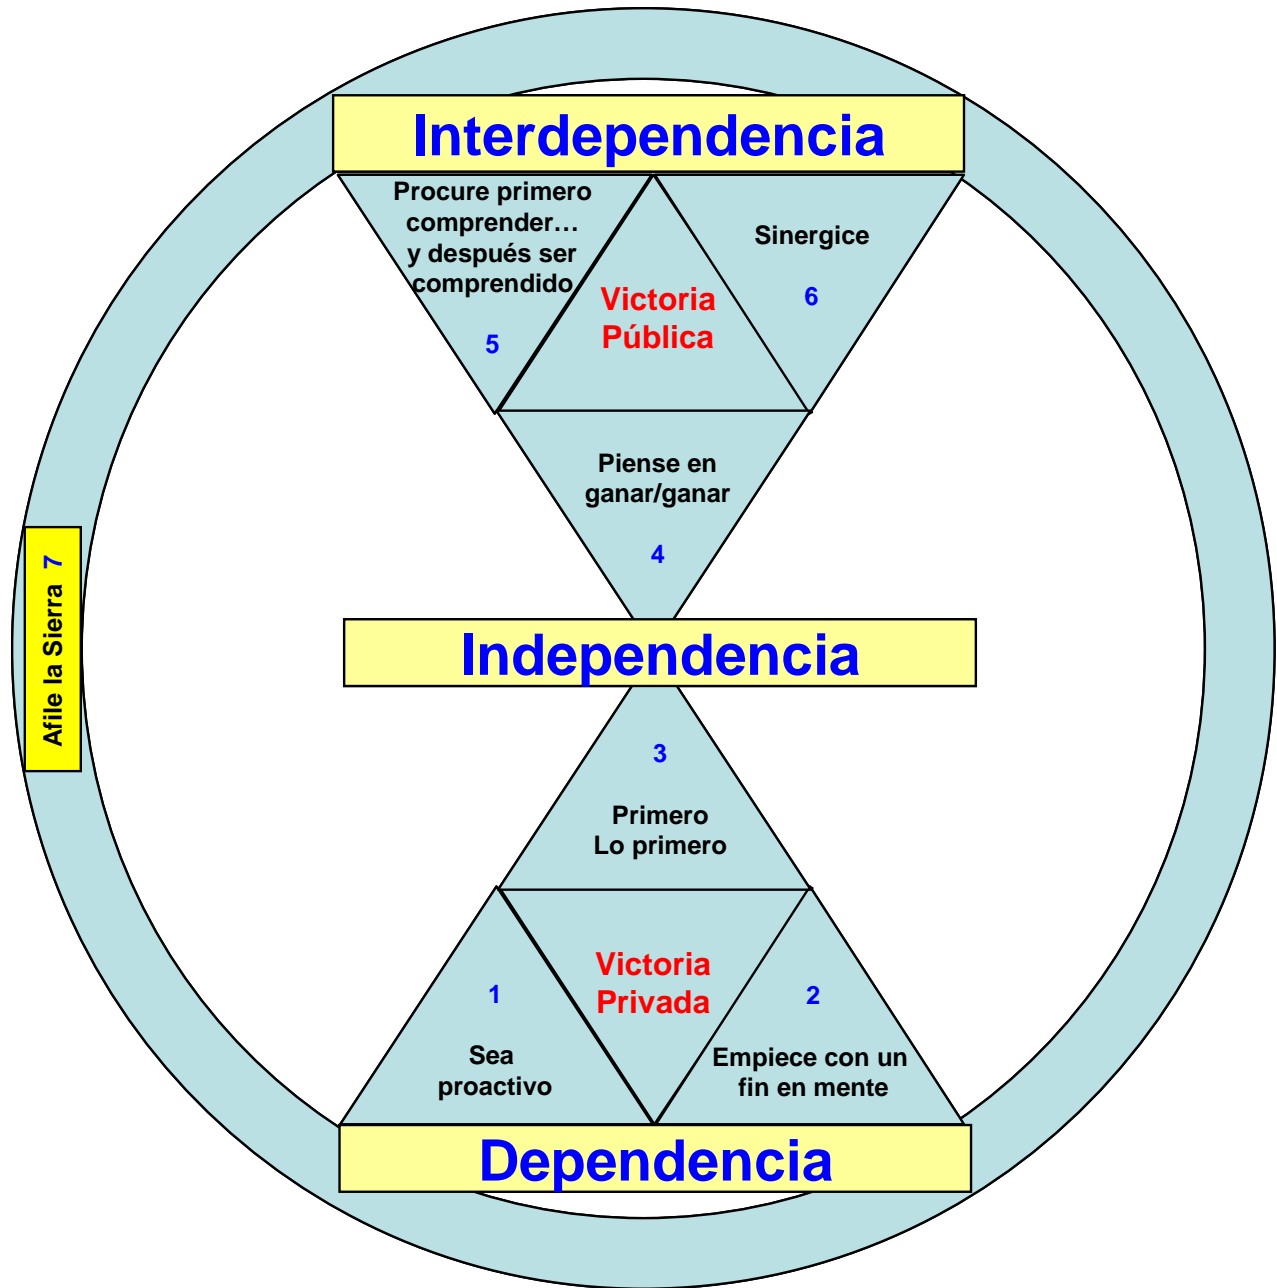 Interdependencia
Procure primero
comprender…
y después ser
comprendido
5
Victoria
Pública
Sinergice
6
Piense en
ganar/ganar
4
Afile la Sierra 7
Independencia
3
Primero
Lo primero
1
Sea
proactivo
Victoria
Privada
2
Empiece con un
fin en mente
Dependencia